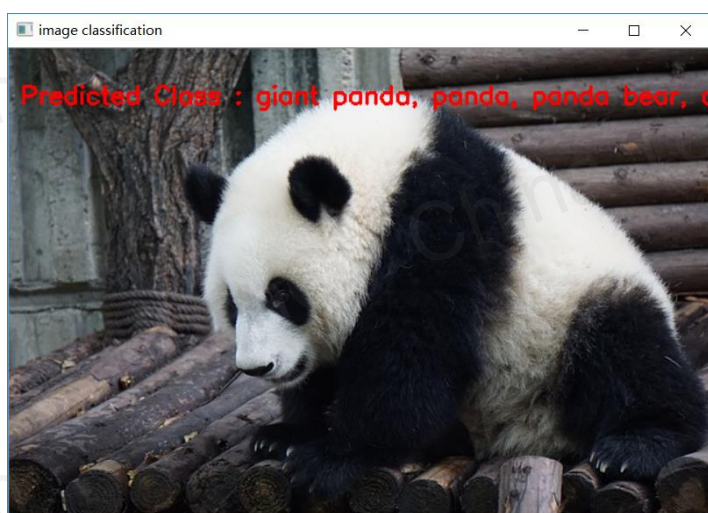 image classification
Predicted Class : giant panda, panda, panda bear,